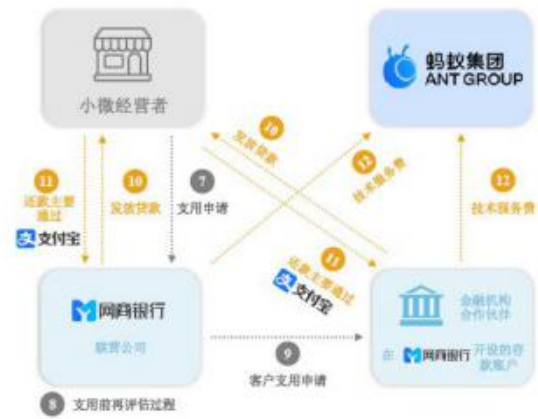 小微经营者
蚂蚁集团
ANT GROUP
10
发放贷款
12
技术服务费
11
还款主要
通过
支付宝
10
发放贷款
7
支用申请
12
技术服务费
11
还款主要通过
支付宝
网商银行
联营公司
金融机构
合作伙伴
在 网商银行 开设的存
款账户
9
客户支用申请
8 支用前再评估过程